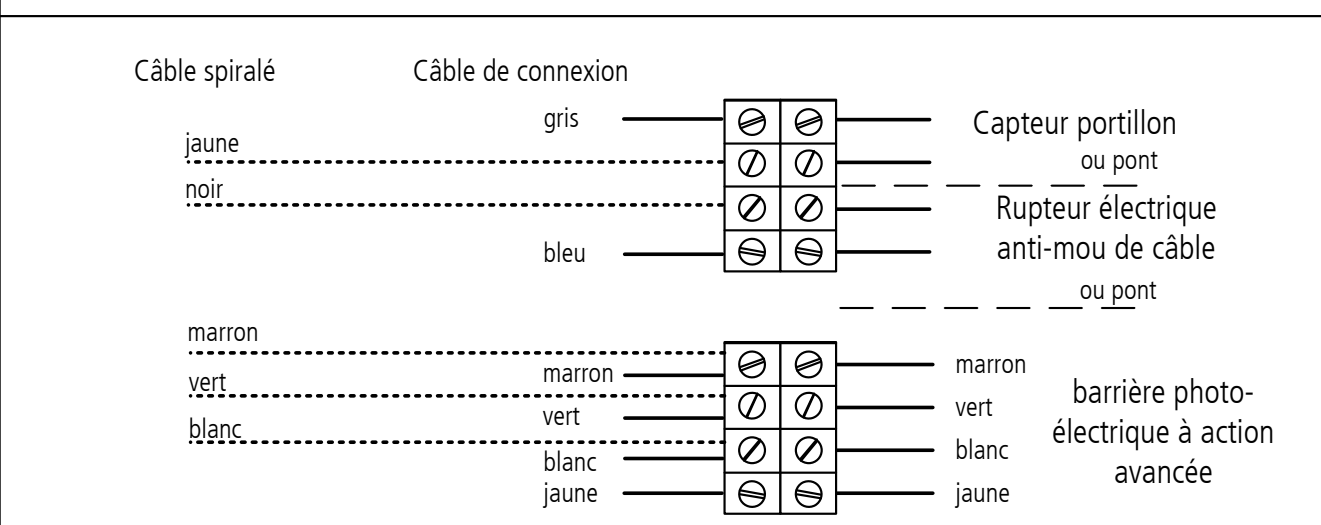 Câble spiralé Câble de connexion
gris
Capteur portillon
jaune
ou pont
noir
Rupteur électrique
anti-mou de câble
bleu
ou pont
marron
marron
marron
vert
barrière photo-
vert
vert
blanc
électrique à action
blanc
blanc
avancée
jaune
jaune